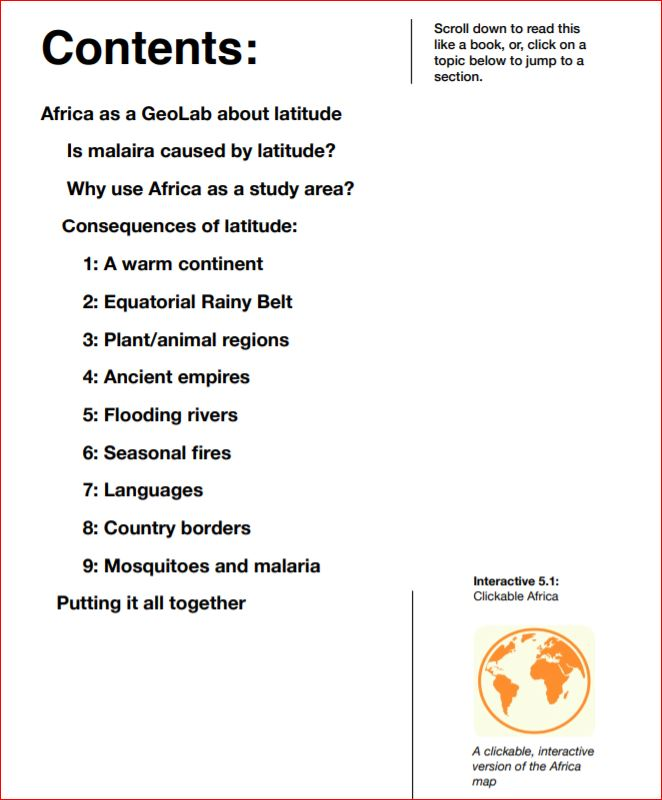 Contents:
Scroll down to read this
like a book, or, click on a
topic below to jump to a
section.
Africa as a GeoLab about latitude
Is malaira caused by latitude?
Why use Africa as a study area?
Consequences of latitude:
1: A warm continent
2: Equatorial Rainy Belt
3: Plant/animal regions
4: Ancient empires
5: Flooding rivers
6: Seasonal fires
7: Languages
8: Country borders
9: Mosquitoes and malaria
Putting it all together
Interactive 5.1:
Clickable Africa
A clickable, interactive
version of the Africa
map